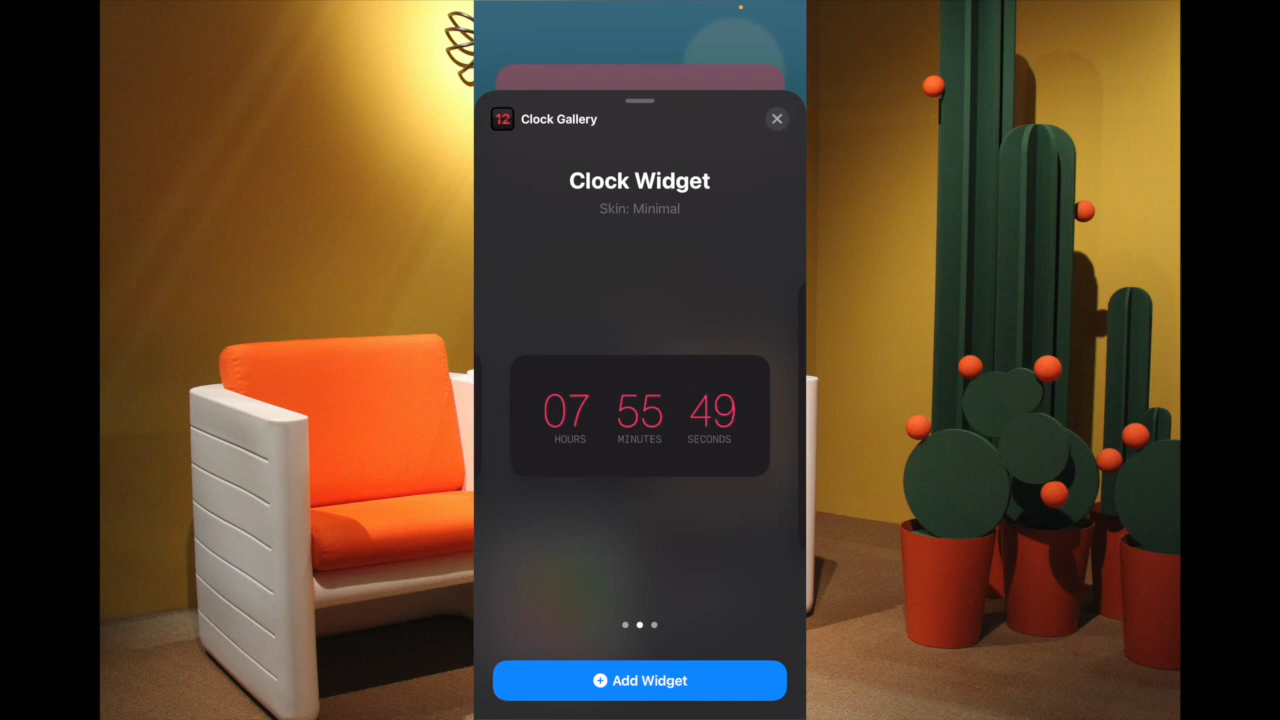 12 Clock Gallery
Clock Widget
Skin: Minimal
07 55 49
HOURS MINUTES SECONDS
Add Widget